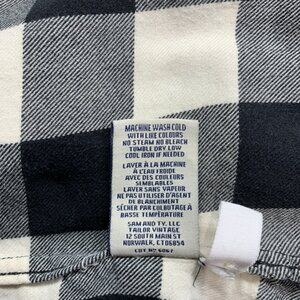 MACHINE WASH COLD
WITH LIKE COLOURS
NO STEAM NO BLEACH
TUMBLE DRY LOW
COOL IRON IF NEEDED
LAVER À LA MACHINE
À L'EAU FROIDE
AVEC DES COULEURS
SEMBLABLES
LAVER SANS VAPEUR
NE PAS UTILISER D'AGENT
DE BLANCHIMENT
SÉCHER PAR CULBUTAGE À
BASSE TEMPÉRATURE
SAM AND TY, LLC
TAILOR VINTAGE
12 SOUTH MAIN ST
NORWALK, CT06854